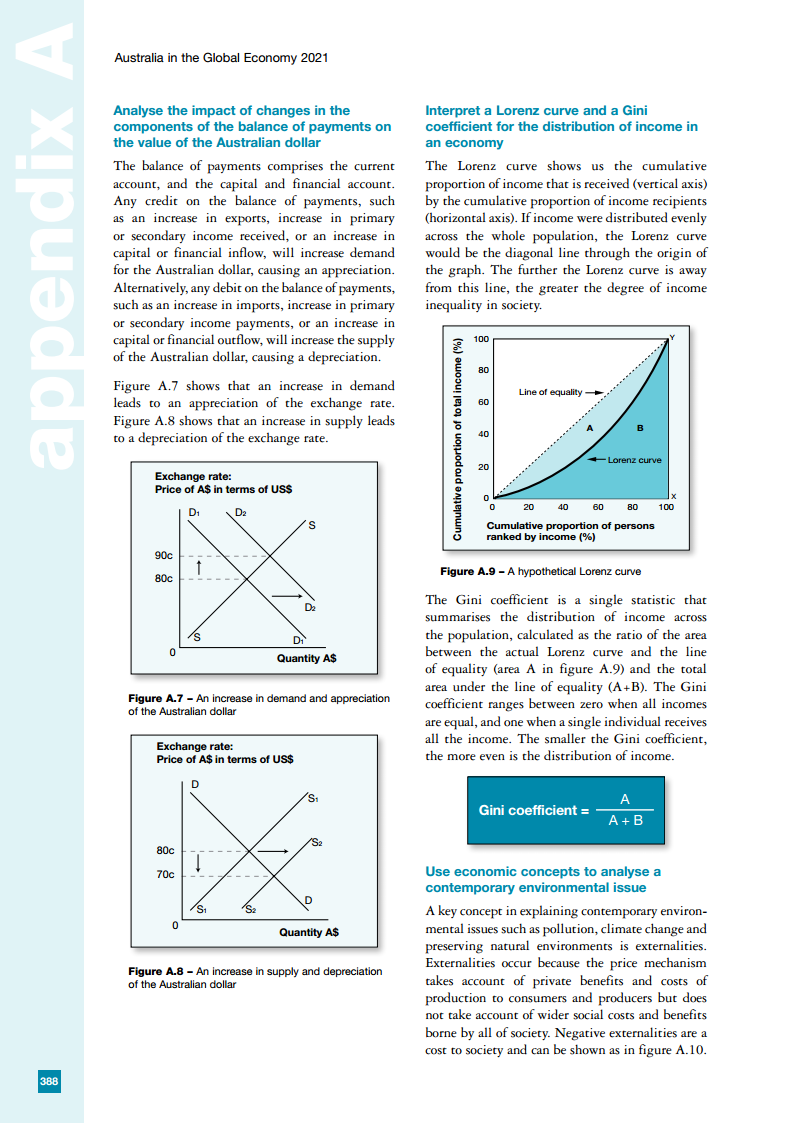 appendix A
Australia in the Global Economy 2021
Analyse the impact of changes in the
components of the balance of payments on
the value of the Australian dollar
The balance of payments comprises the current
account, and the capital and financial account.
Any credit on the balance of payments, such
as an increase in exports, increase in primary
or secondary income received, or an increase in
capital or financial inflow, will increase demand
for the Australian dollar, causing an appreciation.
Alternatively, any debit on the balance of payments,
such as an increase in imports, increase in primary
or secondary income payments, or an increase in
capital or financial outflow, will increase the supply
of the Australian dollar, causing a depreciation.
Figure A.7 shows that an increase in demand
leads to an appreciation of the exchange rate.
Figure A.8 shows that an increase in supply leads
to a depreciation of the exchange rate.
Exchange rate:
Price of A$ in terms of US$
D1
D2
S
90c
80c
D2
S
D1
0
Quantity A$
Figure A.7 – An increase in demand and appreciation
of the Australian dollar
Exchange rate:
Price of A$ in terms of US$
D
S1
S2
80c
70c
S1
S2
D
0
Quantity A$
Figure A.8 – An increase in supply and depreciation
of the Australian dollar
Interpret a Lorenz curve and a Gini
coefficient for the distribution of income in
an economy
The Lorenz curve shows us the cumulative
proportion of income that is received (vertical axis)
by the cumulative proportion of income recipients
(horizontal axis). If income were distributed evenly
across the whole population, the Lorenz curve
would be the diagonal line through the origin of
the graph. The further the Lorenz curve is away
from this line, the greater the degree of income
inequality in society.
Cumulative proportion of total income (%)
100
80
60
40
20
0
Y
Line of equality
A
B
Lorenz curve
X
0 20 40 60 80 100
Cumulative proportion of persons
ranked by income (%)
Figure A.9 – A hypothetical Lorenz curve
The Gini coefficient is a single statistic that
summarises the distribution of income across
the population, calculated as the ratio of the area
between the actual Lorenz curve and the line
of equality (area A in figure A.9) and the total
area under the line of equality (A+B). The Gini
coefficient ranges between zero when all incomes
are equal, and one when a single individual receives
all the income. The smaller the Gini coefficient,
the more even is the distribution of income.
Gini coefficient =
A
A + B
Use economic concepts to analyse a
contemporary environmental issue
A key concept in explaining contemporary environ-
mental issues such as pollution, climate change and
preserving natural environments is externalities.
Externalities occur because the price mechanism
takes account of private benefits and costs of
production to consumers and producers but does
not take account of wider social costs and benefits
borne by all of society. Negative externalities are a
cost to society and can be shown as in figure A.10.
388